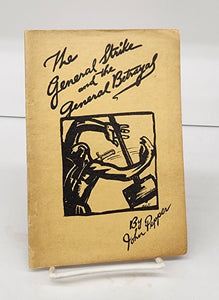 The
General Strike
and the
General Betrayal
By
John Pepper